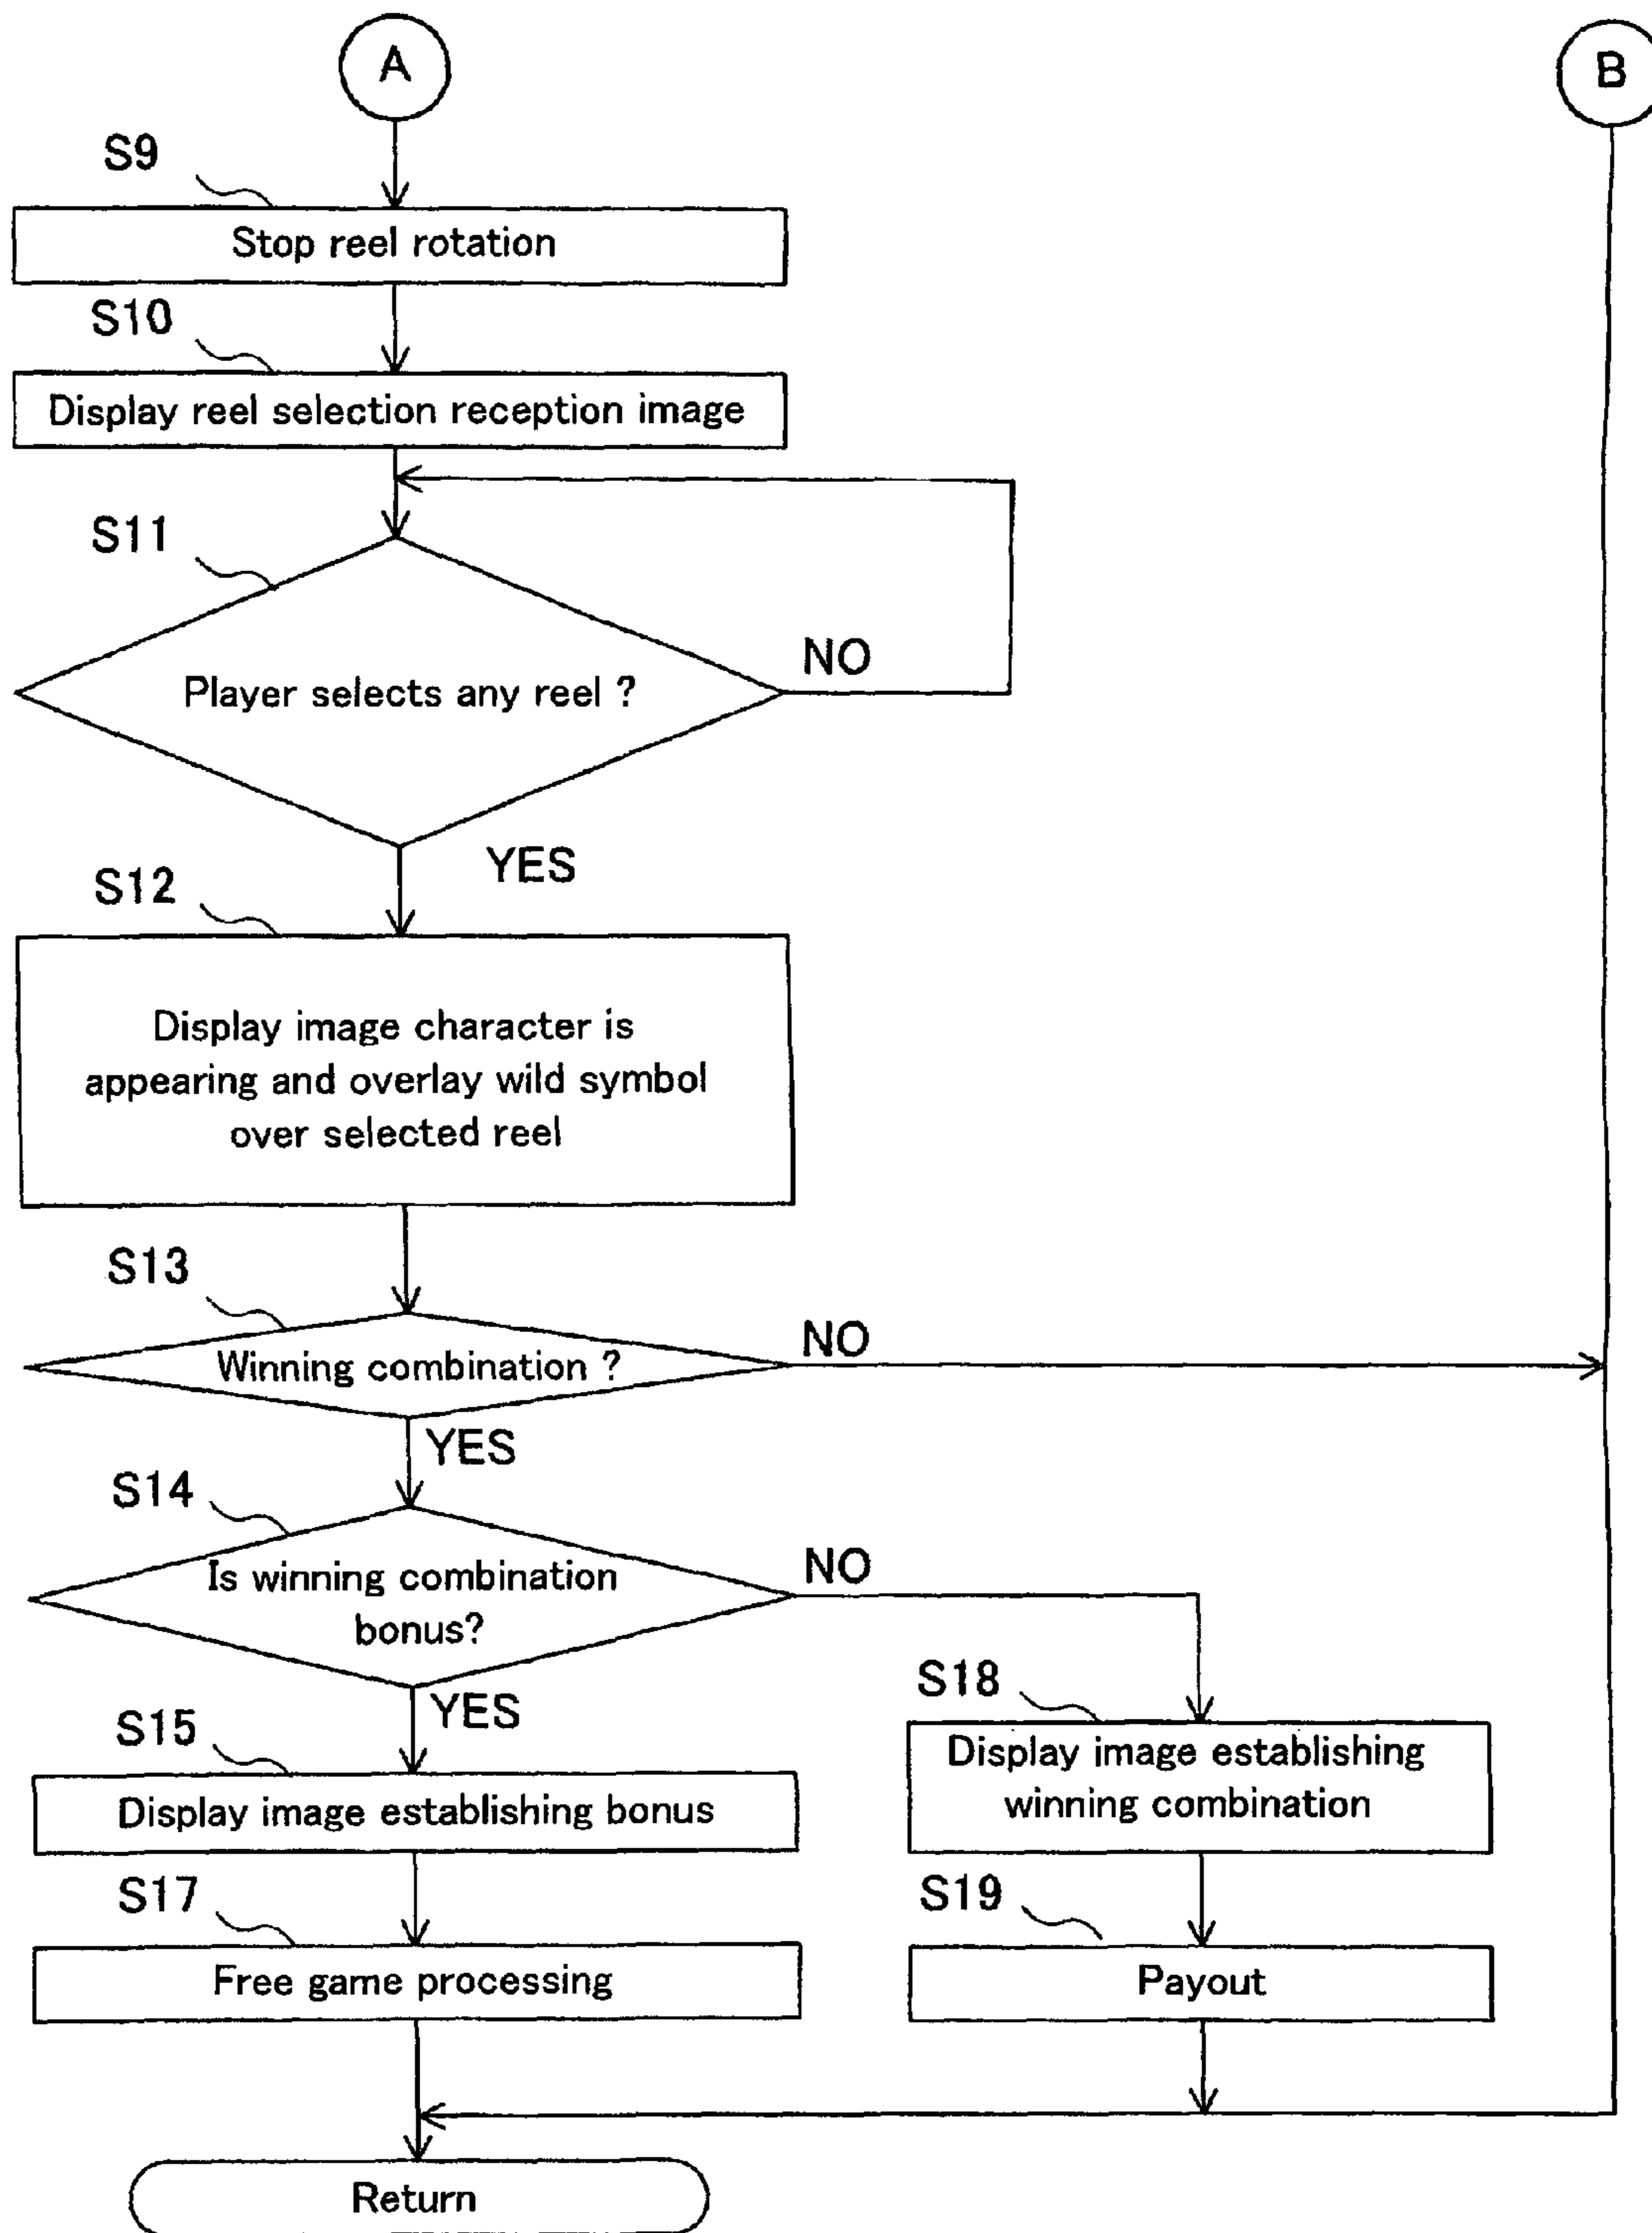 A
B
S9
Stop reel rotation
S10
Display reel selection reception image
S11
Player selects any reel ?
NO
YES
S12
Display image character is
appearing and overlay wild symbol
over selected reel
S13
Winning combination ?
NO
YES
S14
Is winning combination
bonus?
NO
YES
S15
Display image establishing bonus
S18
Display image establishing
winning combination
S17
Free game processing
S19
Payout
Return